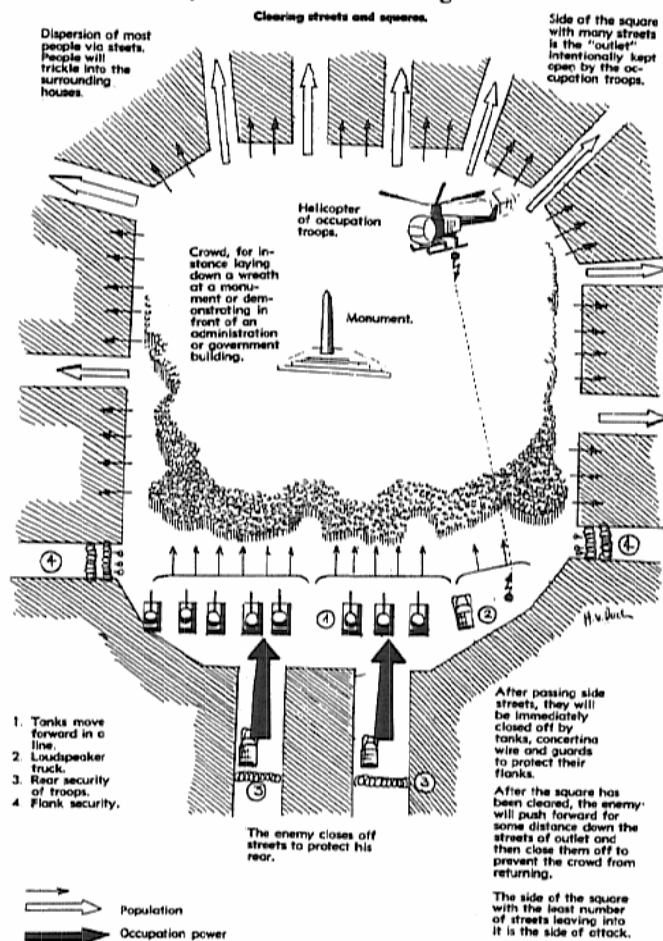 Clearing streets and squares.
Dispersion of most
people via steets.
People will
trickle into the
surrounding
houses.
Side of the square
with many streets
is the "outlet"
intentionally kept
open by the oc-
cupation troops.
Helicopter
of occupation
troops.
Crowd, for in-
stance laying
down a wreath
at a monu-
ment or dem-
onstrating in
front of an
administration
or government
building.
Monument.
4
4
1
2
H.v.Dach
3
3
1. Tanks move
forward in a
line.
2 Loudspeaker
truck.
3. Rear security
of troops.
4 Flank security.
The enemy closes off
streets to protect his
rear.
After passing side
streets, they will
be immediately
closed off by
tanks, concertina
wire and guards
to protect their
flanks.
After the square has
been cleared, the enemy
will push forward for
some distance down the
streets of outlet and
then close them off to
prevent the crowd from
returning.
The side of the square
with the least number
of streets leaving into
it is the side of attack.
Population
Occupation power